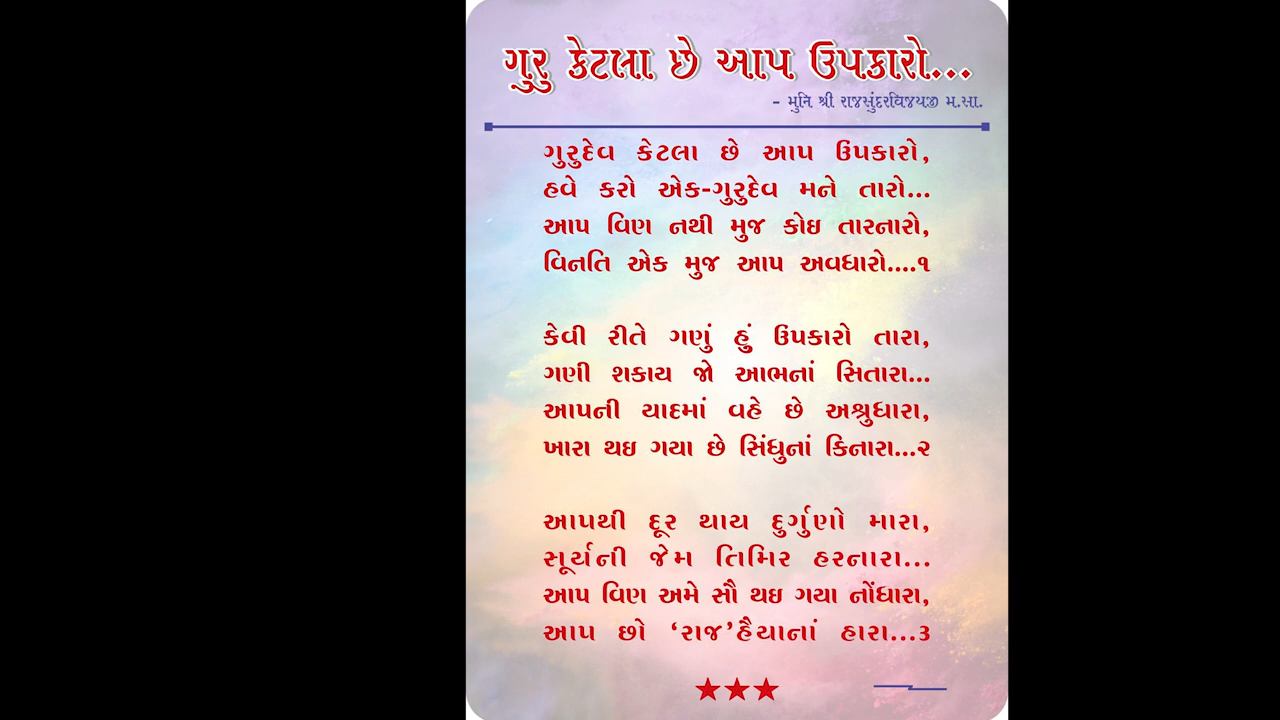 ગુરુ કેટલા છે આપ ઉપકારો...
- મુનિ શ્રી રાજસુંદરવિજયજી મ.સા.
ગુરુદેવ કેટલા છે આપ ઉપકારો,
હવે કરો એક-ગુરુદેવ મને તારો...
આપ વિણ નથી મુજ કોઇ તારનારો,
વિનતિ એક મુજ આપ અવધારો....૧
કેવી રીતે ગણું હું ઉપકારો તારા,
ગણી શકાય જો આભનાં સિતારા...
આપની યાદમાં વહે છે અશ્રુધારા,
ખારા થઇ ગયા છે સિંધુનાં કિનારા...૨
આપથી દૂર થાય દુર્ગુણો મારા,
સૂર્યની જેમ તિમિર હરનારા...
આપ વિણ અમે સૌ થઇ ગયા નોંધારા,
આપ છો ‘રાજ’હૈયાનાં હારા...૩